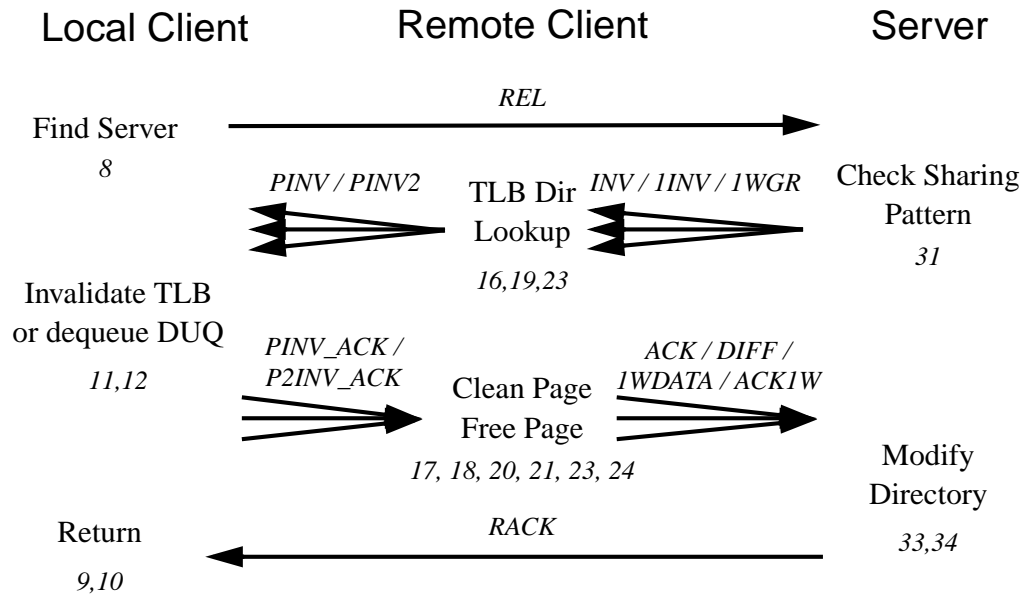 Local Client
Remote Client
Server
REL
Find Server
8
PINV / PINV2
TLB Dir
Lookup
16,19,23
INV / 1INV / 1WGR
Check Sharing
Pattern
31
Invalidate TLB
or dequeue DUQ
11,12
PINV_ACK /
P2INV_ACK
Clean Page
Free Page
17, 18, 20, 21, 23, 24
ACK / DIFF /
1WDATA / ACK1W
Modify
Directory
33,34
RACK
Return
9,10